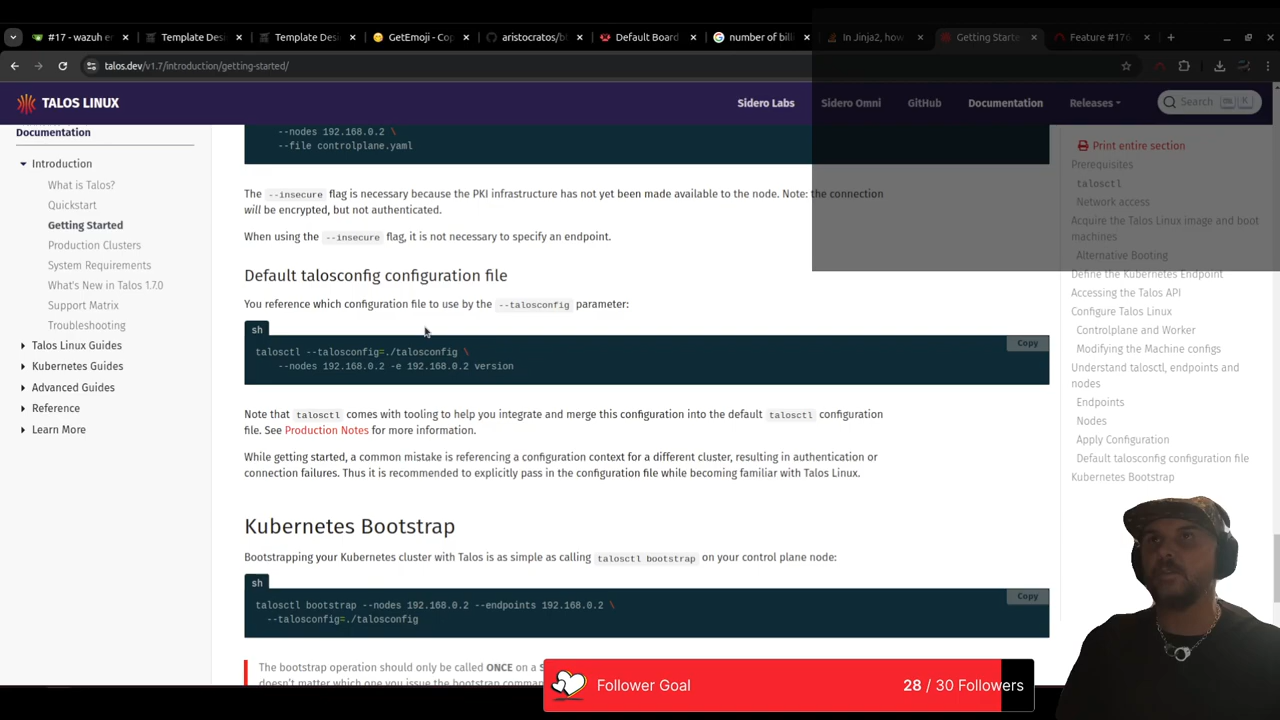 #17 - wazuh er
Template Desi
Template Desi
GetEmoji - Cop
aristocratos/bt
Default Board
number of billi
In Jinja2, how
Getting Starte
Feature #176
talos.dev/v1.7/introduction/getting-started/
TALOS LINUX
Sidero Labs
Sidero Omni
GitHub
Documentation
Releases
Search
Ctrl
K
Documentation
Introduction
What is Talos?
Quickstart
Getting Started
Production Clusters
System Requirements
What's New in Talos 1.7.0
Support Matrix
Troubleshooting
Talos Linux Guides
Kubernetes Guides
Advanced Guides
Reference
Learn More
--nodes 192.168.0.2 \
--file controlplane.yaml
The --insecure flag is necessary because the PKI infrastructure has not yet been made available to the node. Note: the connection
will be encrypted, but not authenticated.
When using the --insecure flag, it is not necessary to specify an endpoint.
Default talosconfig configuration file
You reference which configuration file to use by the --talosconfig parameter:
sh
talosctl --talosconfig=./talosconfig \
--nodes 192.168.0.2 -e 192.168.0.2 version
Copy
Note that talosctl comes with tooling to help you integrate and merge this configuration into the default talosctl configuration
file. See Production Notes for more information.
While getting started, a common mistake is referencing a configuration context for a different cluster, resulting in authentication or
connection failures. Thus it is recommended to explicitly pass in the configuration file while becoming familiar with Talos Linux.
Kubernetes Bootstrap
Bootstrapping your Kubernetes cluster with Talos is as simple as calling talosctl bootstrap on your control plane node:
sh
talosctl bootstrap --nodes 192.168.0.2 --endpoints 192.168.0.2 \
--talosconfig=./talosconfig
Copy
The bootstrap operation should only be called ONCE on a S
doesn't matter which one you issue the bootstrap comman
Print entire section
Prerequisites
talosctl
Network access
Acquire the Talos Linux image and boot
machines
Alternative Booting
Define the Kubernetes Endpoint
Accessing the Talos API
Configure Talos Linux
Controlplane and Worker
Modifying the Machine configs
Understand talosctl, endpoints and
nodes
Endpoints
Nodes
Apply Configuration
Default talosconfig configuration file
Kubernetes Bootstrap
Follower Goal
28 / 30 Followers